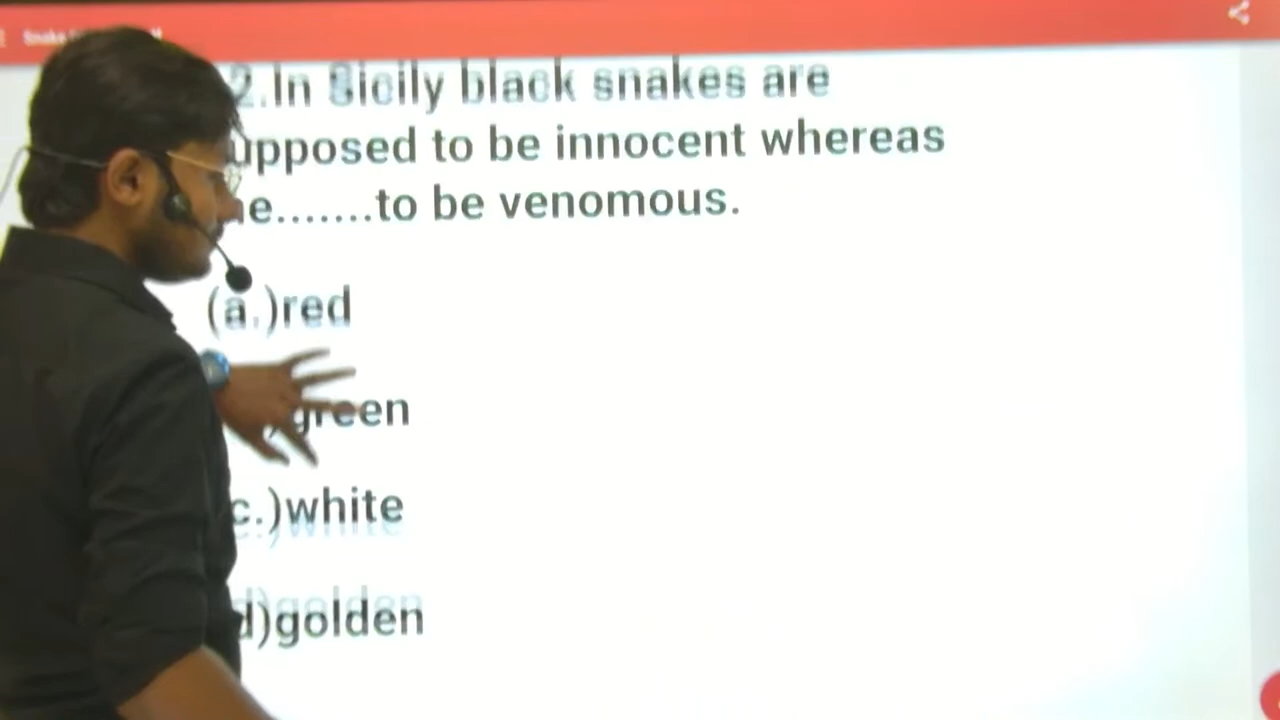 2.In Sicily black snakes are
upposed to be innocent whereas
e.......to be venomous.
(a.)red
green
c.)white
d)golden